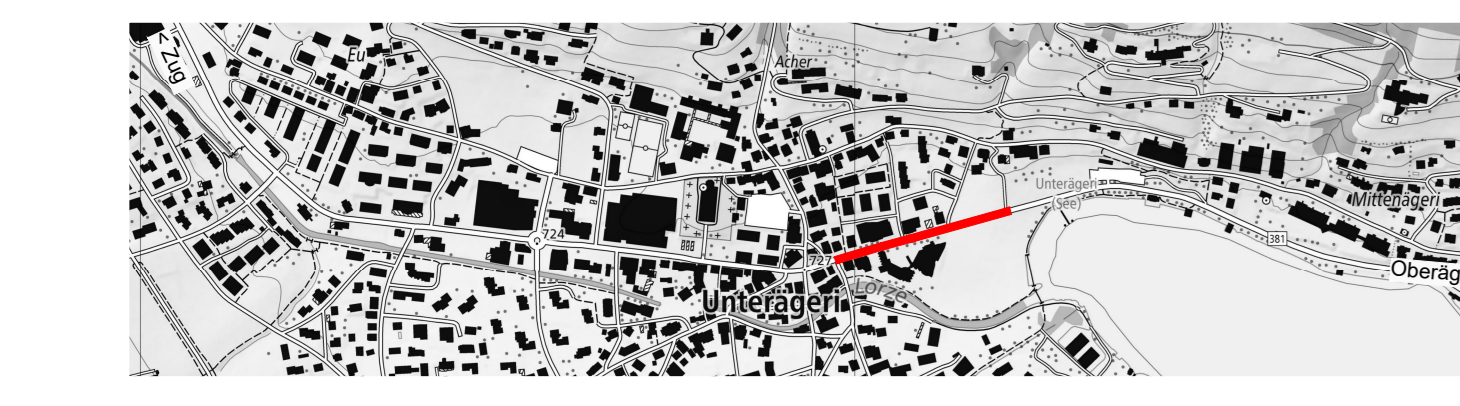 < Zug
Eu
Acher
Unterägeri
(See)
Mittenägeri
724
381
727
Oberäg
Lorze
Unterägeri